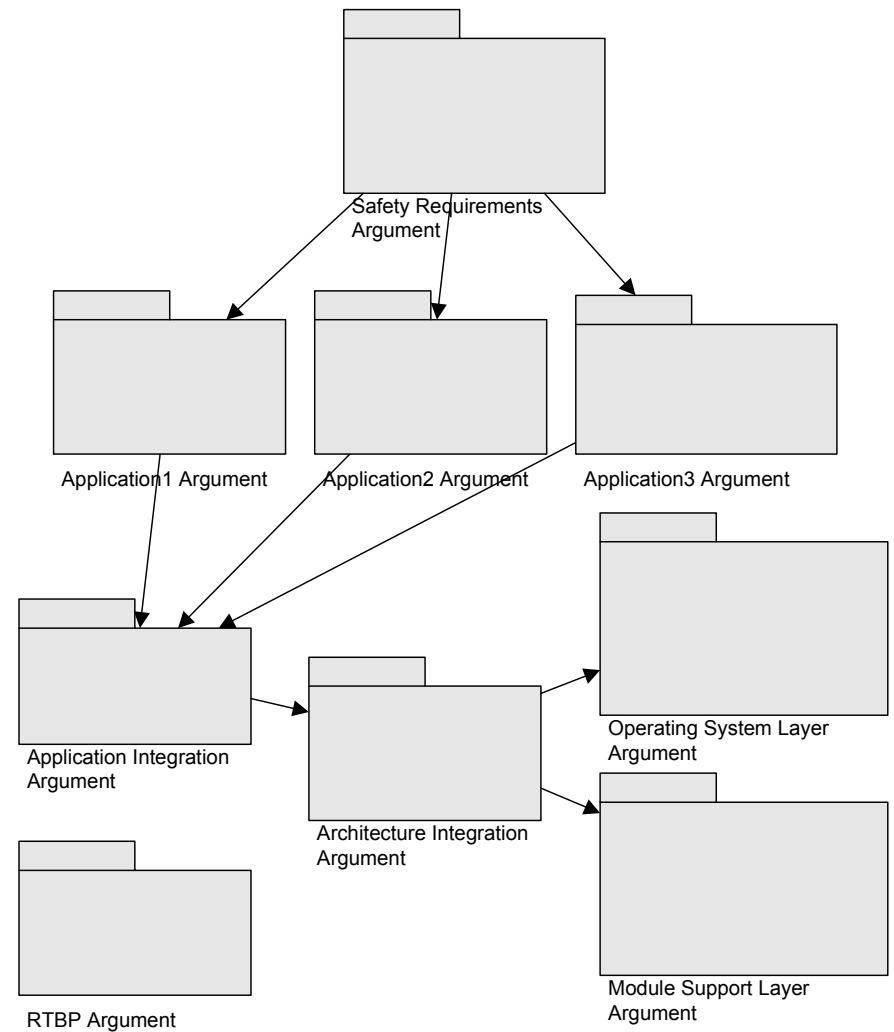 Safety Requirements
Argument
Application1 Argument
Application2 Argument
Application3 Argument
Operating System Layer
Argument
Application Integration
Argument
Architecture Integration
Argument
Module Support Layer
Argument
RTBP Argument